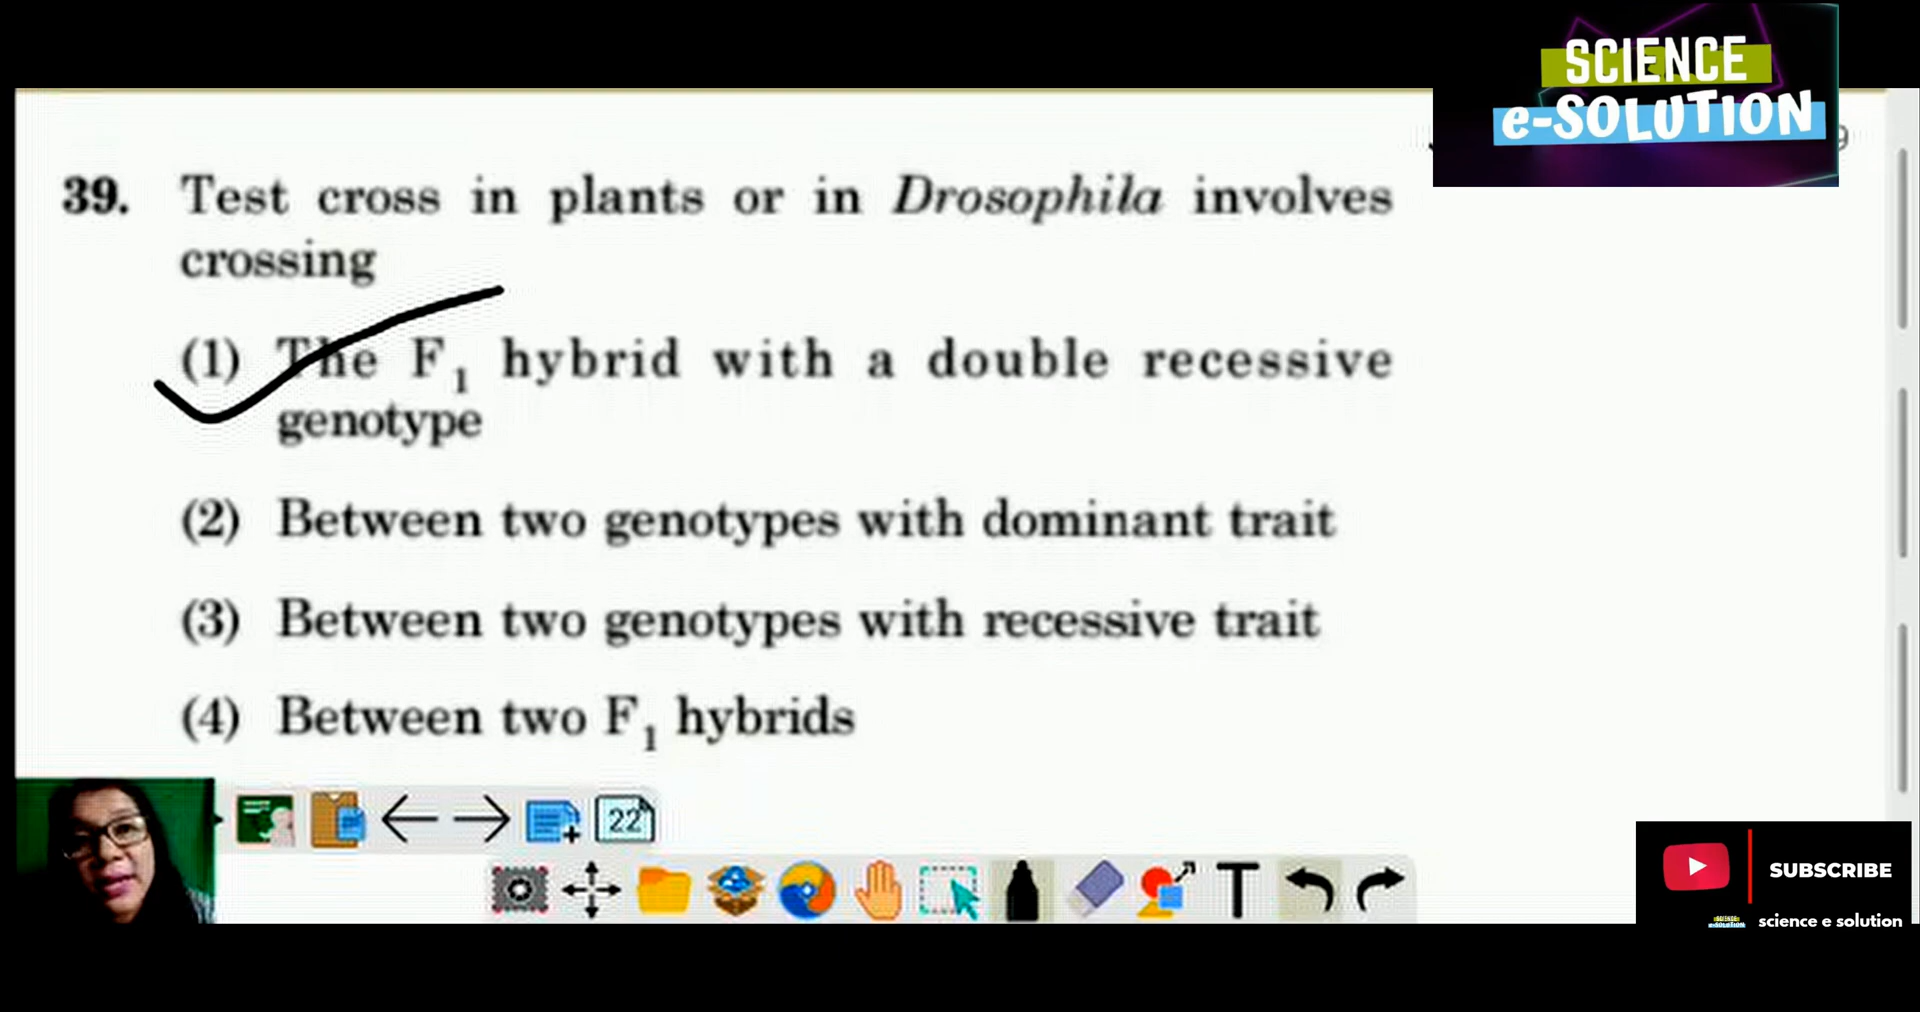 SCIENCE
e-SOLUTION
9
39. Test cross in plants or in Drosophila involves
crossing
(1) The F1 hybrid with a double recessive
genotype
(2) Between two genotypes with dominant trait
(3) Between two genotypes with recessive trait
(4) Between two F1 hybrids
22
T
SUBSCRIBE
science e solution